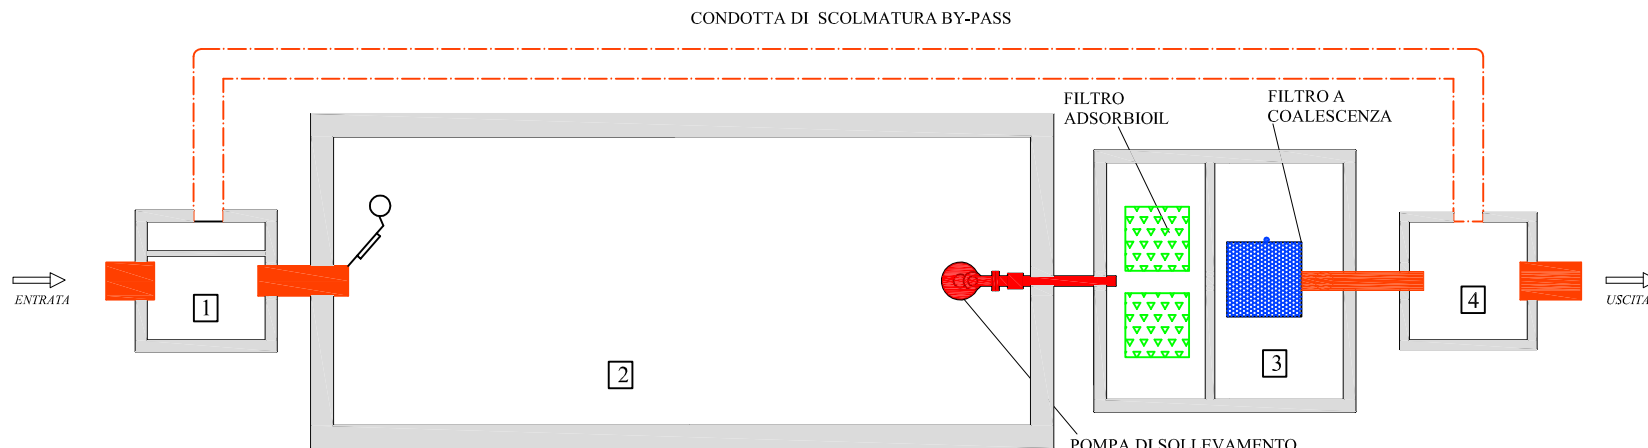 CONDOTTA DI SCOLMATURA BY-PASS
FILTRO
ADSORBIOIL
FILTRO A
COALESCENZA
ENTRATA
1
2
3
4
USCITA
POMPA DI SOLLEVAMENTO